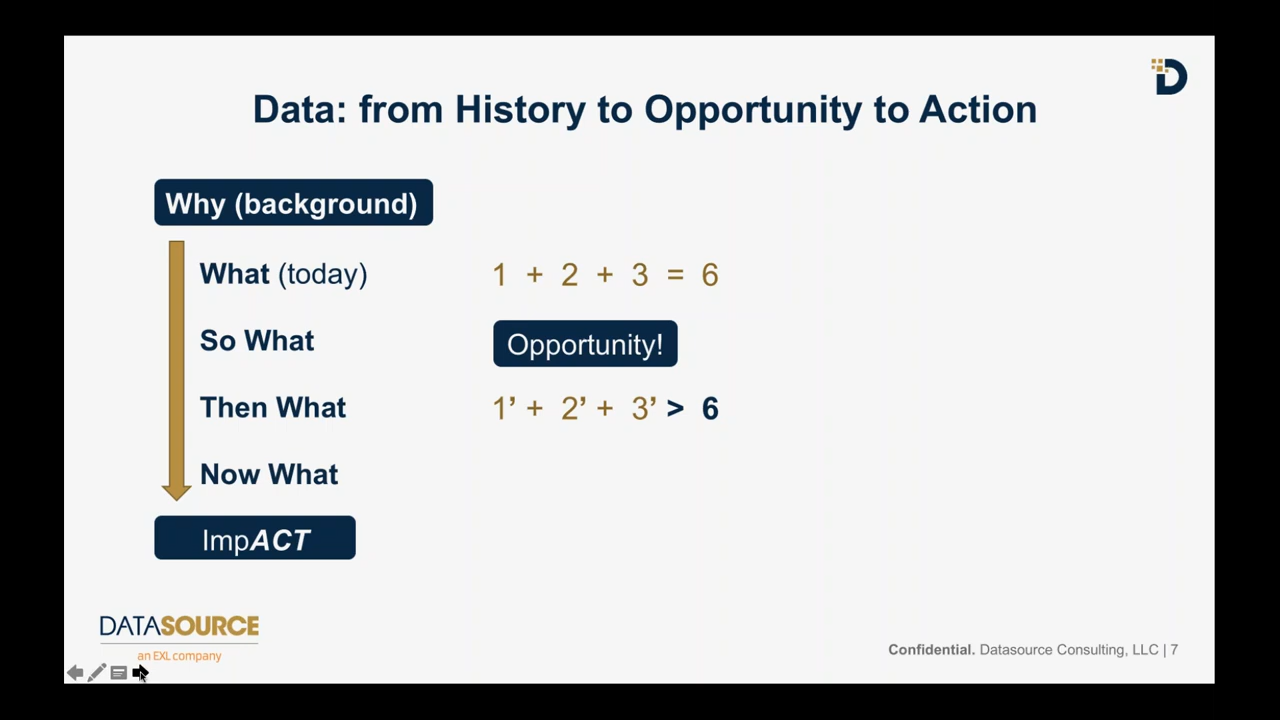 Data: from History to Opportunity to Action
Why (background)
What (today) 1 + 2 + 3 = 6
So What Opportunity!
Then What 1’ + 2’ + 3’ > 6
Now What
ImpACT
DATASOURCE
an EXL company
Confidential. Datasource Consulting, LLC | 7